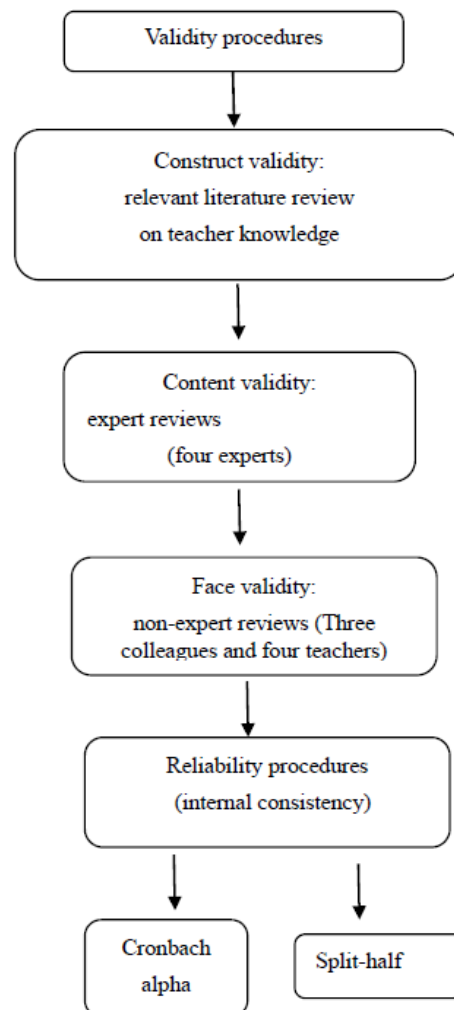 Validity procedures
Construct validity:
relevant literature review
on teacher knowledge
Content validity:
expert reviews
(four experts)
Face validity:
non-expert reviews (Three
colleagues and four teachers)
Reliability procedures
(internal consistency)
Cronbach
alpha
Split-half